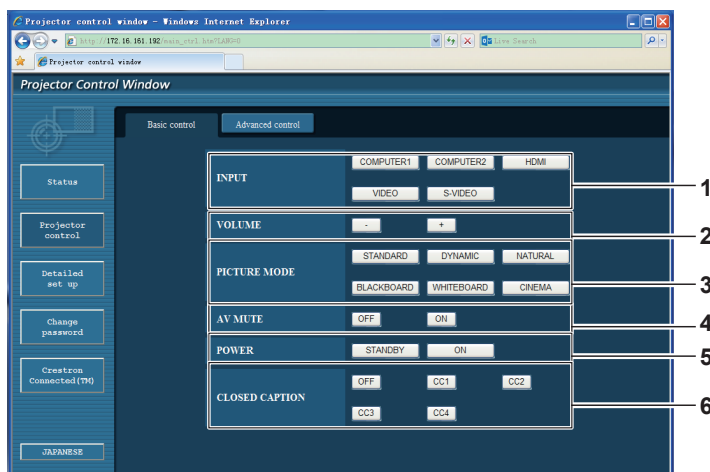 Projector control window - Windows Internet Explorer
http://172.16.161.192/main_ctrl.htm?LANG=E
Live Search
Projector control window
Projector Control Window
Basic control
Advanced control
Status
Projector
control
Detailed
set up
Change
password
Crestron
Connected(TM)
JAPANESE
INPUT
COMPUTER1 COMPUTER2 HDMI
VIDEO S-VIDEO
1
VOLUME
- +
2
PICTURE MODE
STANDARD DYNAMIC NATURAL
BLACKBOARD WHITEBOARD CINEMA
3
AV MUTE
OFF ON
4
POWER
STANDBY ON
5
CLOSED CAPTION
OFF CC1 CC2
CC3 CC4
6